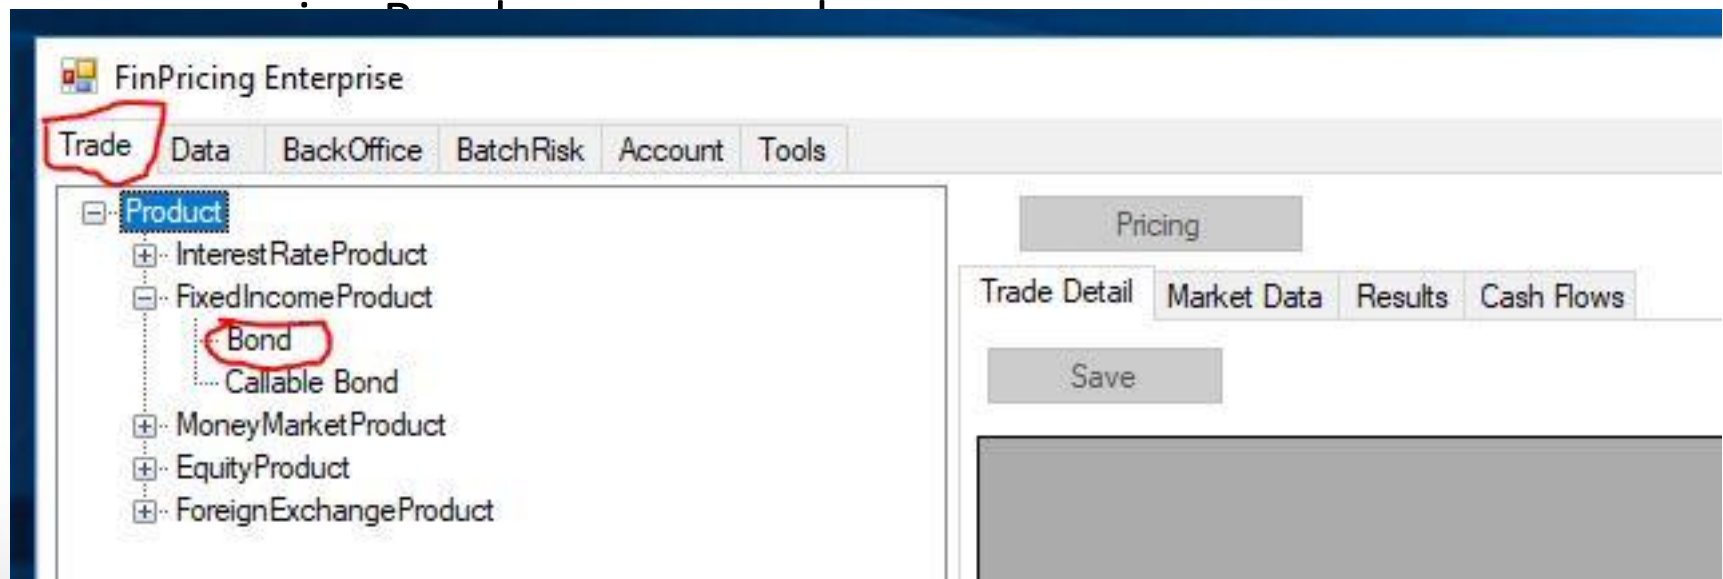 FinPricing Enterprise
Trade Data BackOffice BatchRisk Account Tools
Product
InterestRateProduct
FixedIncomeProduct
Bond
Callable Bond
MoneyMarketProduct
EquityProduct
ForeignExchangeProduct
Pricing
Trade Detail Market Data Results Cash Flows
Save